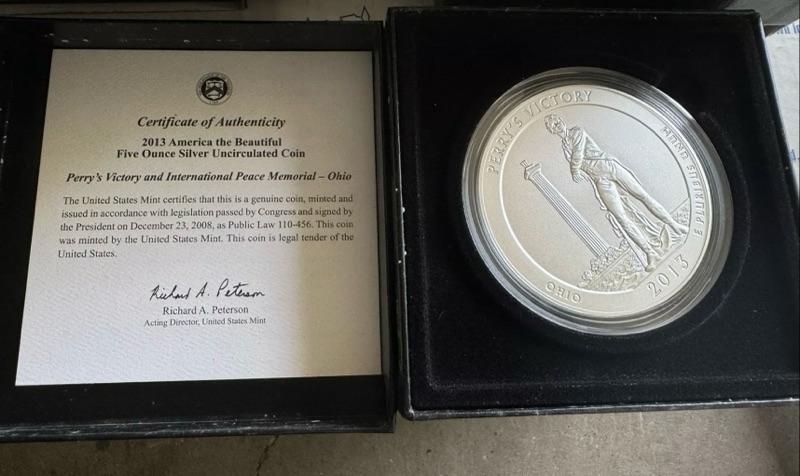 Certificate of Authenticity
2013 America the Beautiful
Five Ounce Silver Uncirculated Coin
Perry's Victory and International Peace Memorial – Ohio
The United States Mint certifies that this is a genuine coin, minted and
issued in accordance with legislation passed by Congress and signed by
the President on December 23, 2008, as Public Law 110-456. This coin
was minted by the United States Mint. This coin is legal tender of the
United States.
Richard A. Peterson
Richard A. Peterson
Acting Director, United States Mint
PERRY'S VICTORY
OHIO
2013
E PLURIBUS UNUM